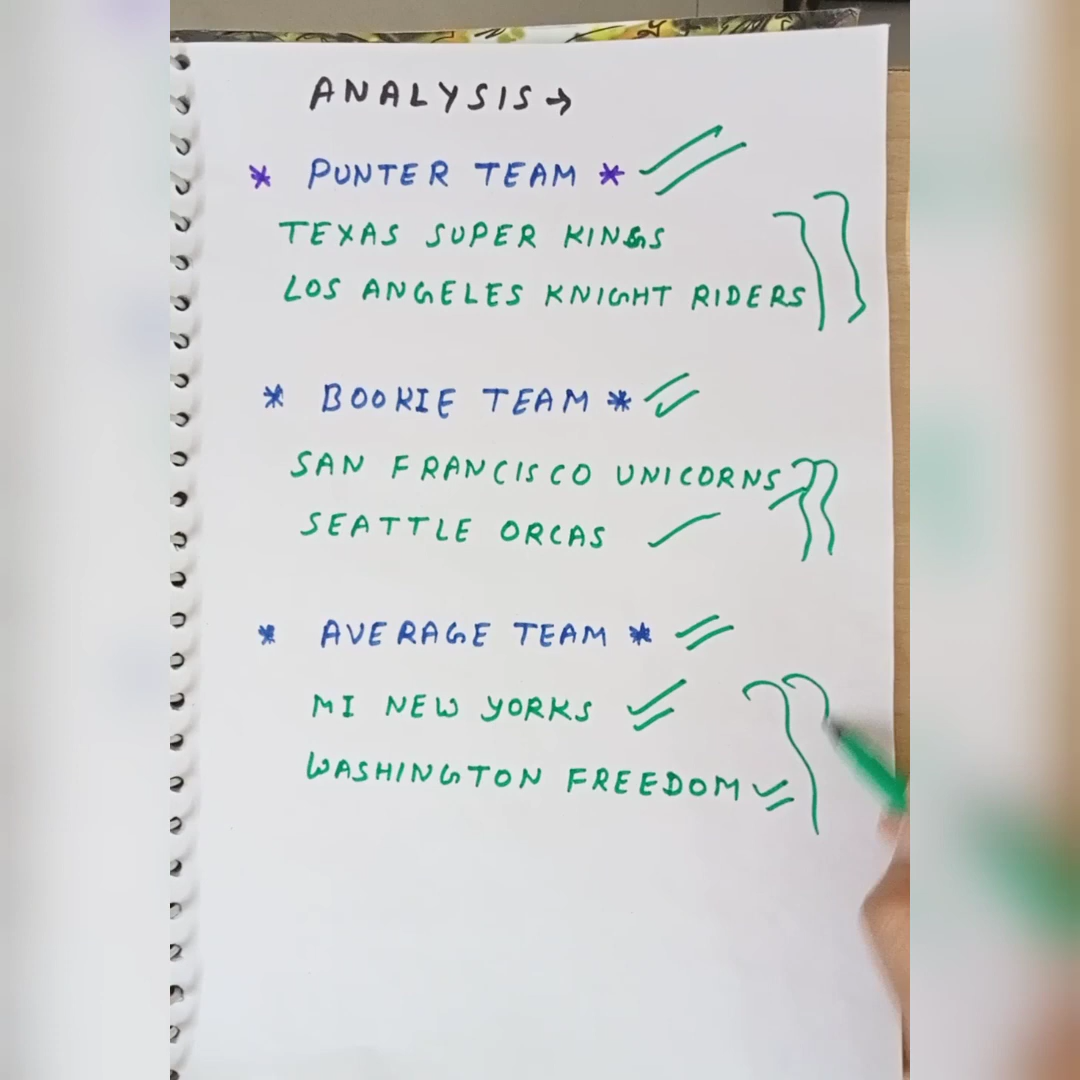 ANALYSIS →
* PUNTER TEAM *
TEXAS SUPER KINGS
LOS ANGELES KNIGHT RIDERS
* BOOKIE TEAM *
SAN FRANCISCO UNICORNS
SEATTLE ORCAS
* AVERAGE TEAM *
MI NEW YORKS
WASHINGTON FREEDOM